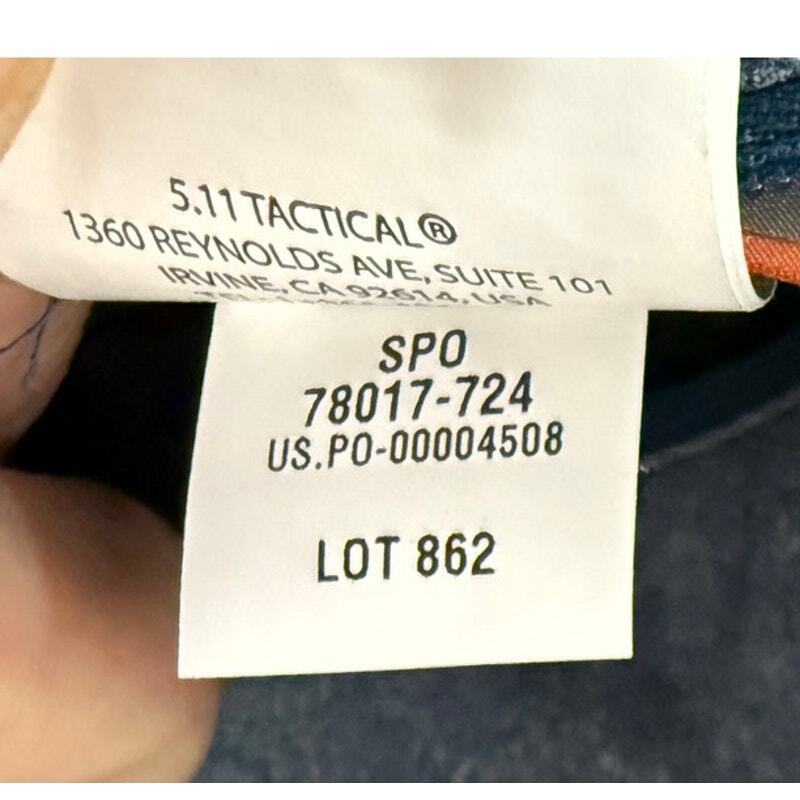 5.11 TACTICAL®
1360 REYNOLDS AVE, SUITE 101
IRVINE, CA 92614, USA
SPO
78017-724
US.PO-00004508
LOT 862